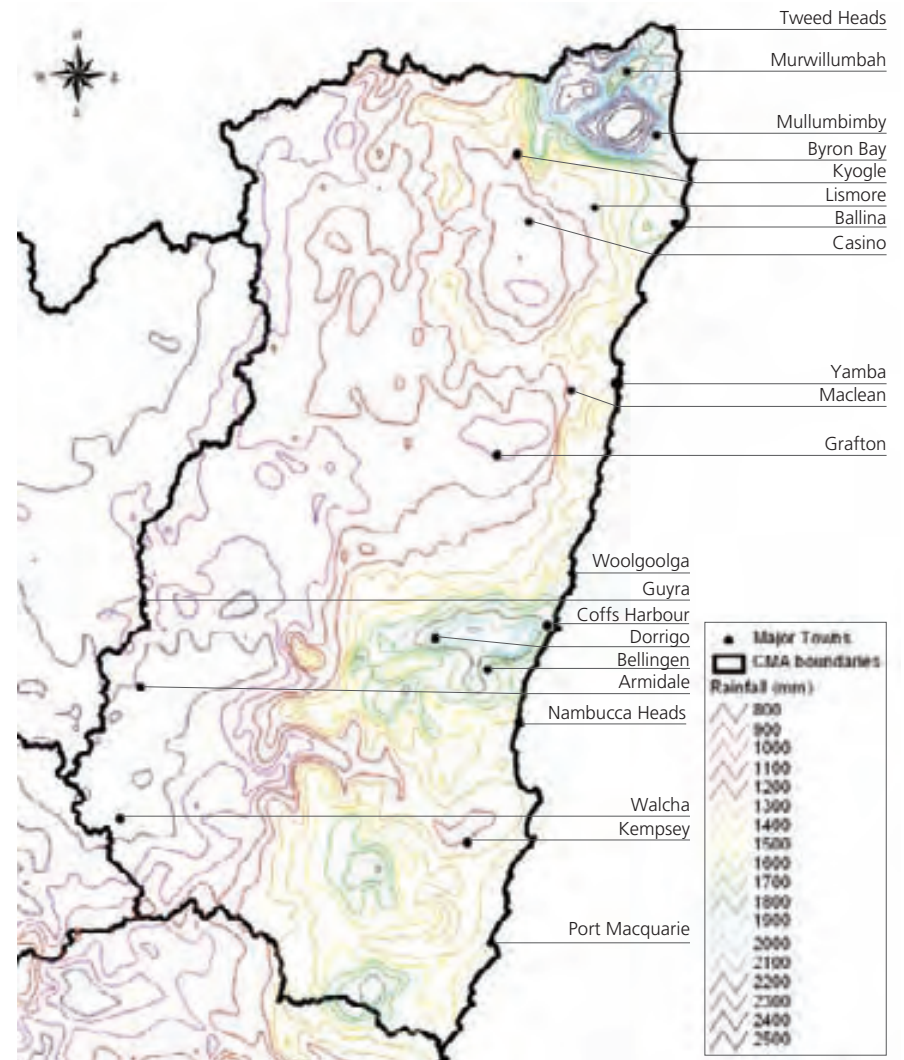 Tweed Heads
Murwillumbah
Mullumbimby
Byron Bay
Kyogle
Lismore
Ballina
Casino
Yamba
Maclean
Grafton
Woolgoolga
Guyra
Coffs Harbour
Dorrigo
Bellingen
Armidale
Nambucca Heads
Walcha
Kempsey
Port Macquarie
Major Towns
CMA boundaries
Rainfall (mm)
800
900
1000
1100
1200
1300
1400
1500
1600
1700
1800
1900
2000
2100
2200
2300
2400
2500